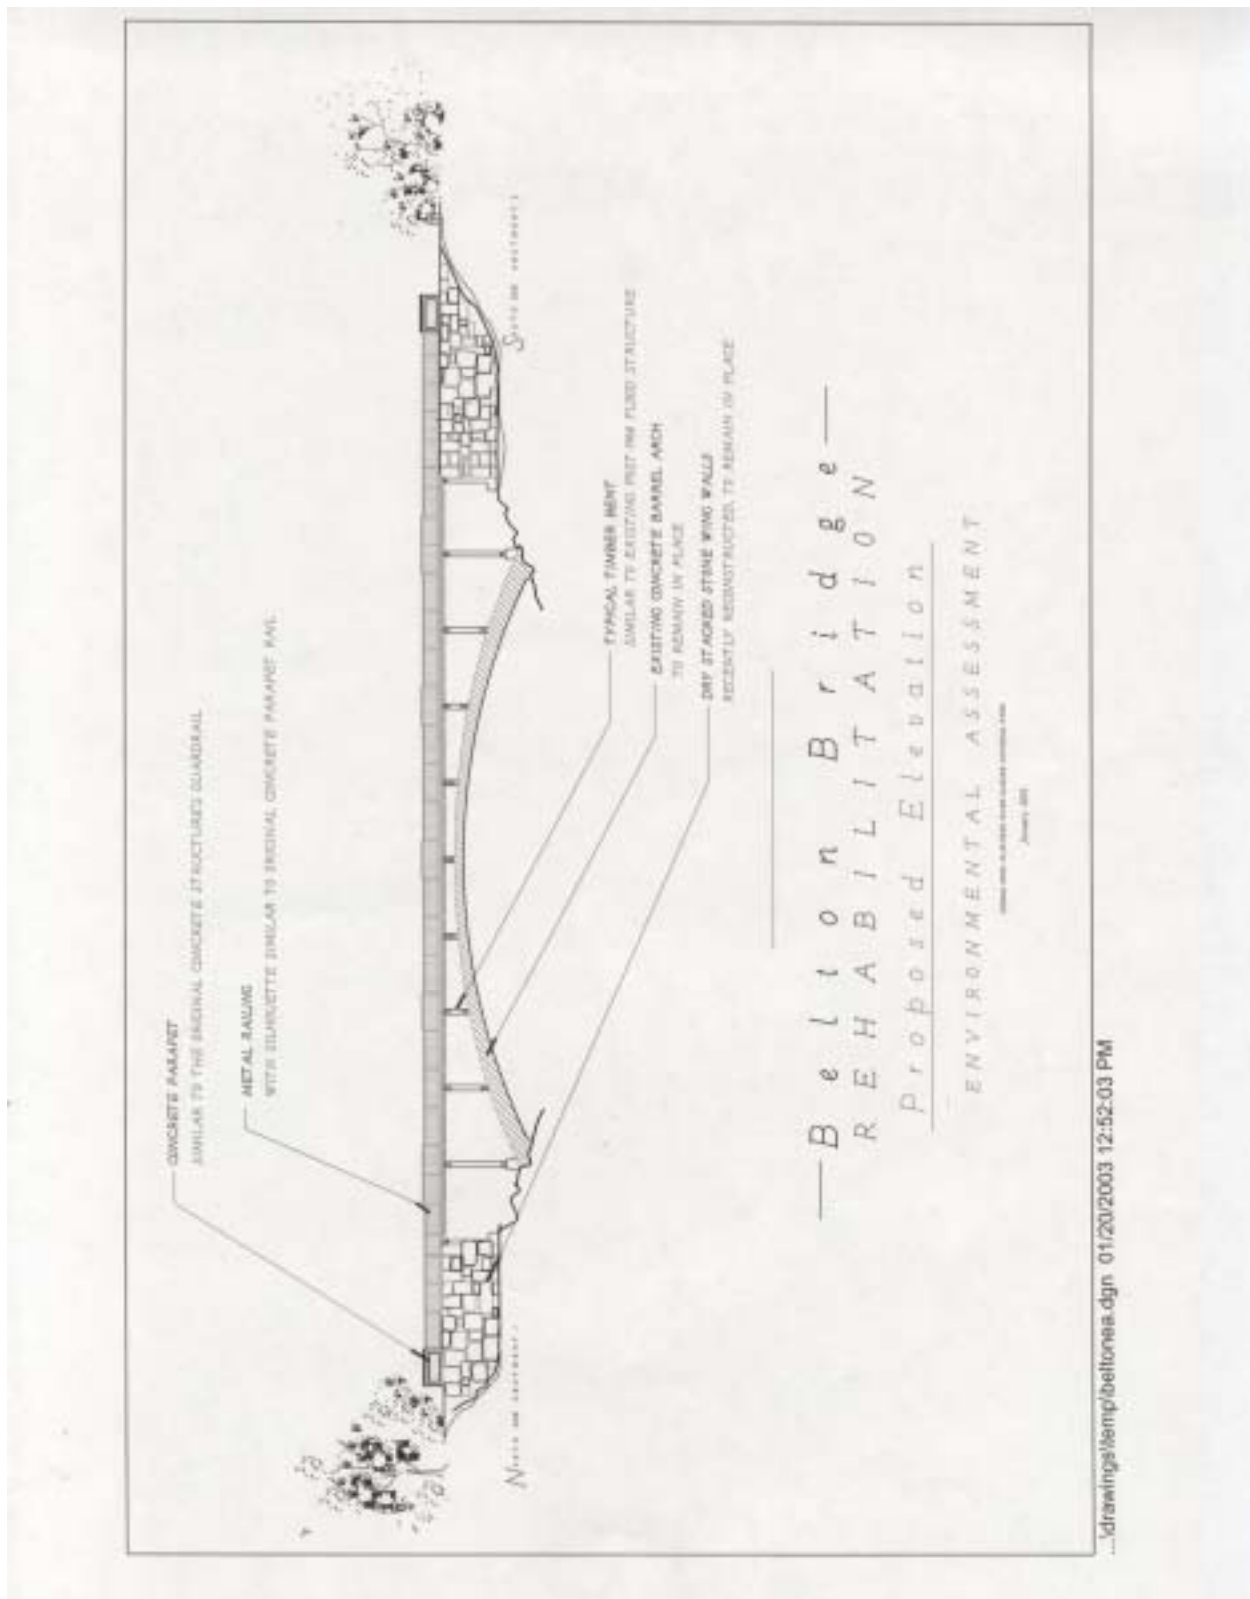 CONCRETE PARAPET
SIMILAR TO THE ORIGINAL CONCRETE STRUCTURE'S GUARDRAIL
METAL RAILING
WITH SILHOUETTE SIMILAR TO ORIGINAL CONCRETE PARAPET RAIL
TYPICAL TIMBER BENT
SIMILAR TO EXISTING POST 1964 FLOOD STRUCTURE
EXISTING CONCRETE BARREL ARCH
TO REMAIN IN PLACE
DRY STACKED STONE WING WALLS
RECENTLY RECONSTRUCTED, TO REMAIN IN PLACE
Belton Bridge
REHABILITATION
Proposed Elevation
ENVIRONMENTAL ASSESSMENT
...\drawings\temp\beltonea.dgn 01/20/2003 12:52:03 PM